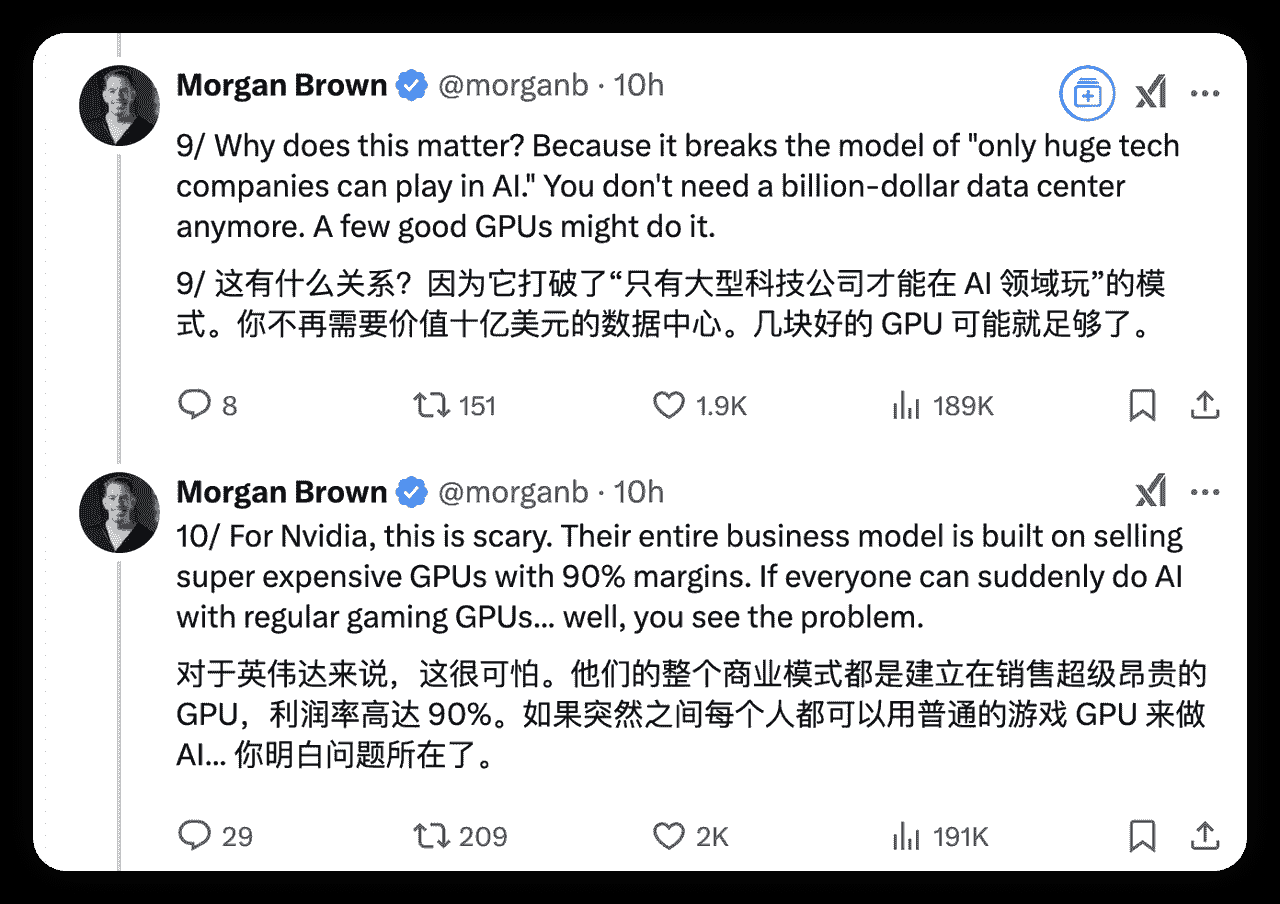 Morgan Brown @morganb · 10h
9/ Why does this matter? Because it breaks the model of "only huge tech
companies can play in AI." You don't need a billion-dollar data center
anymore. A few good GPUs might do it.
9/ 这有什么关系？因为它打破了“只有大型科技公司才能在 AI 领域玩”的模
式。你不再需要价值十亿美元的数据中心。几块好的 GPU 可能就足够了。
8 151 1.9K 189K
Morgan Brown @morganb · 10h
10/ For Nvidia, this is scary. Their entire business model is built on selling
super expensive GPUs with 90% margins. If everyone can suddenly do AI
with regular gaming GPUs... well, you see the problem.
对于英伟达来说，这很可怕。他们的整个商业模式都是建立在销售超级昂贵的
GPU，利润率高达 90%。如果突然之间每个人都可以用普通的游戏 GPU 来做
AI... 你明白问题所在了。
29 209 2K 191K